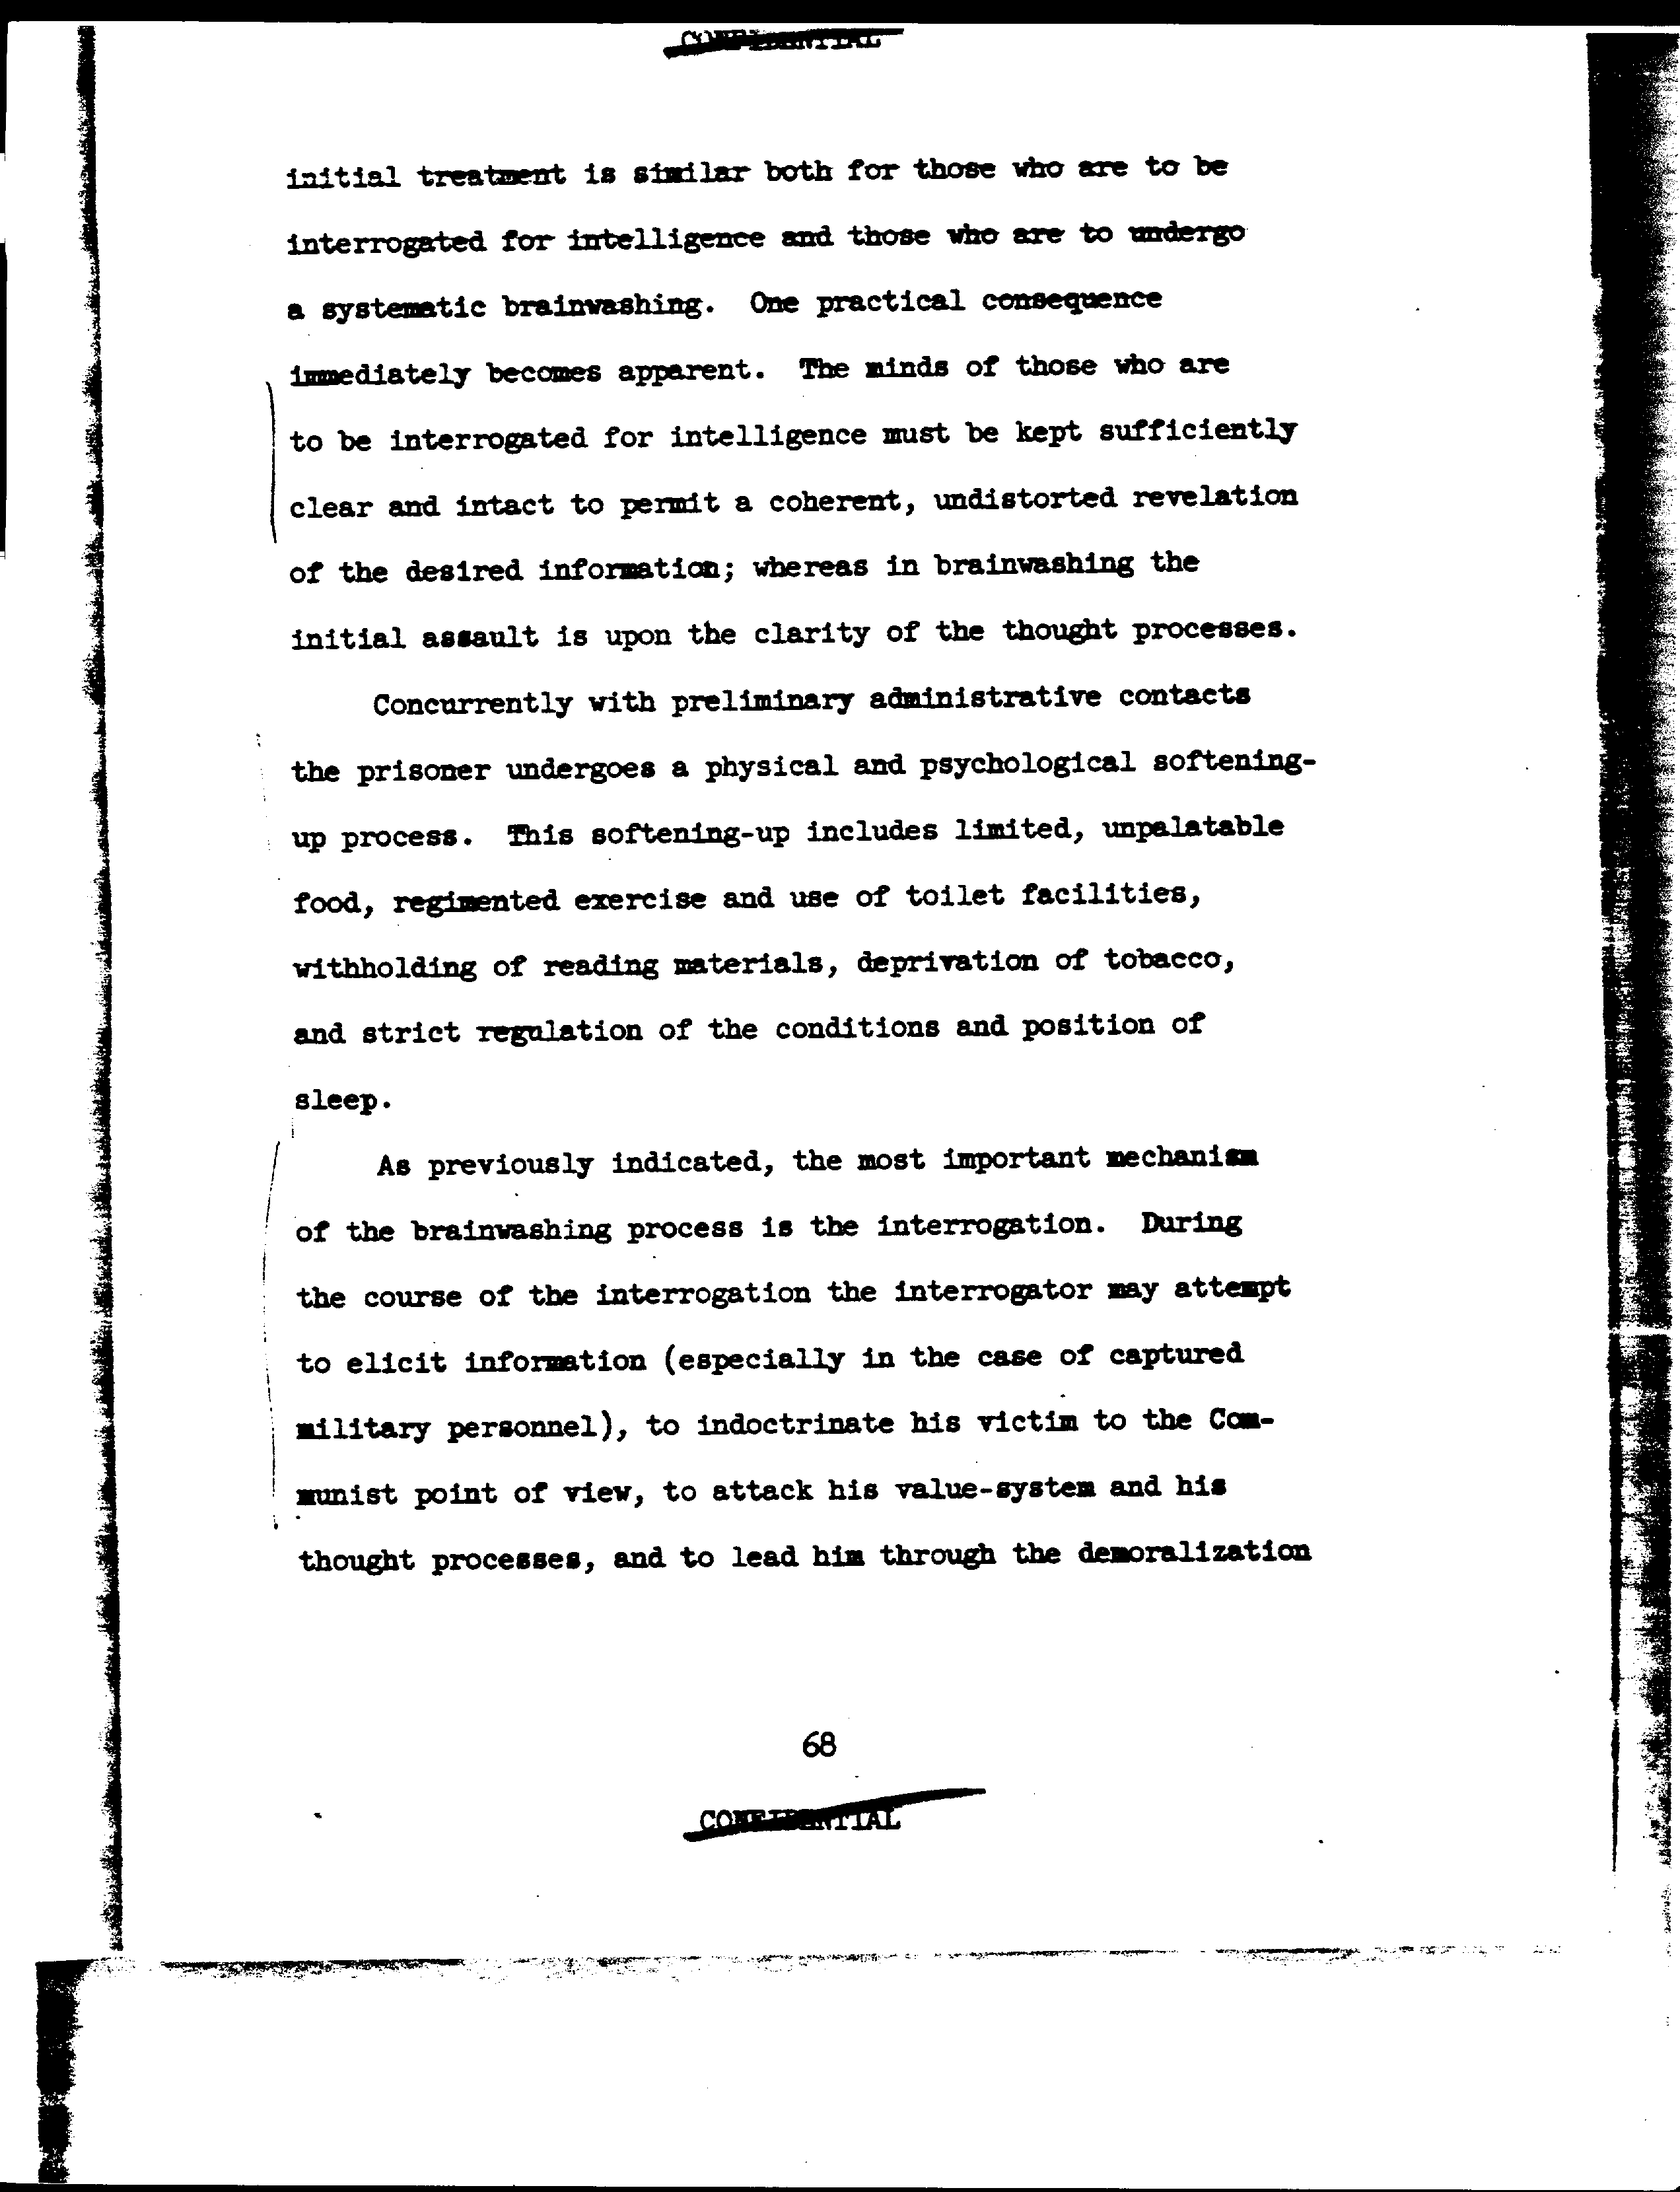 CONFIDENTIAL
initial treatment is similar both for those who are to be
interrogated for intelligence and those who are to undergo
a systematic brainwashing. One practical consequence
immediately becomes apparent. The minds of those who are
to be interrogated for intelligence must be kept sufficiently
clear and intact to permit a coherent, undistorted revelation
of the desired information; whereas in brainwashing the
initial assault is upon the clarity of the thought processes.
Concurrently with preliminary administrative contacts
the prisoner undergoes a physical and psychological softening-
up process. This softening-up includes limited, unpalatable
food, regimented exercise and use of toilet facilities,
withholding of reading materials, deprivation of tobacco,
and strict regulation of the conditions and position of
sleep.
As previously indicated, the most important mechanism
of the brainwashing process is the interrogation. During
the course of the interrogation the interrogator may attempt
to elicit information (especially in the case of captured
military personnel), to indoctrinate his victim to the Com-
munist point of view, to attack his value-system and his
thought processes, and to lead him through the demoralization
68
CONFIDENTIAL